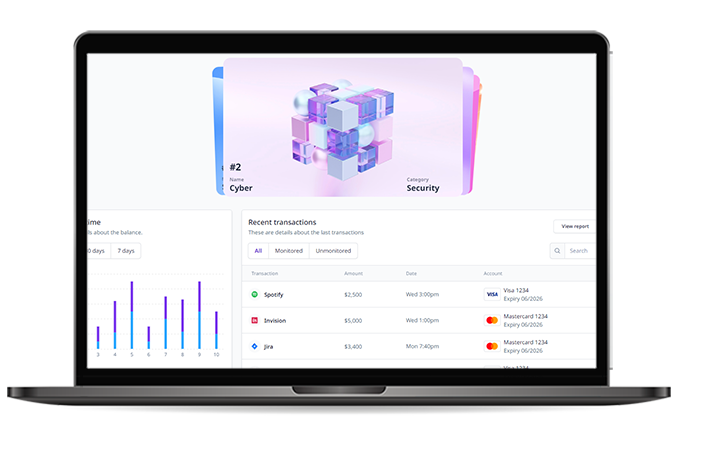 #2
Name
Category
Cyber
Security
ime
ls about the balance.
0 days
7 days
3 4 5 6 7 8 9 10
Recent transactions
These are details about the last transactions
View report
All
Monitored
Unmonitored
Search
Transaction Amount Date Account
Spotify $2,500 Wed 3:00pm
VISA
Visa 1234
Expiry 06/2026
Invision $5,000 Wed 1:00pm
Mastercard 1234
Expiry 06/2026
Jira $3,400 Mon 7:40pm
Mastercard 1234
Expiry 06/2026